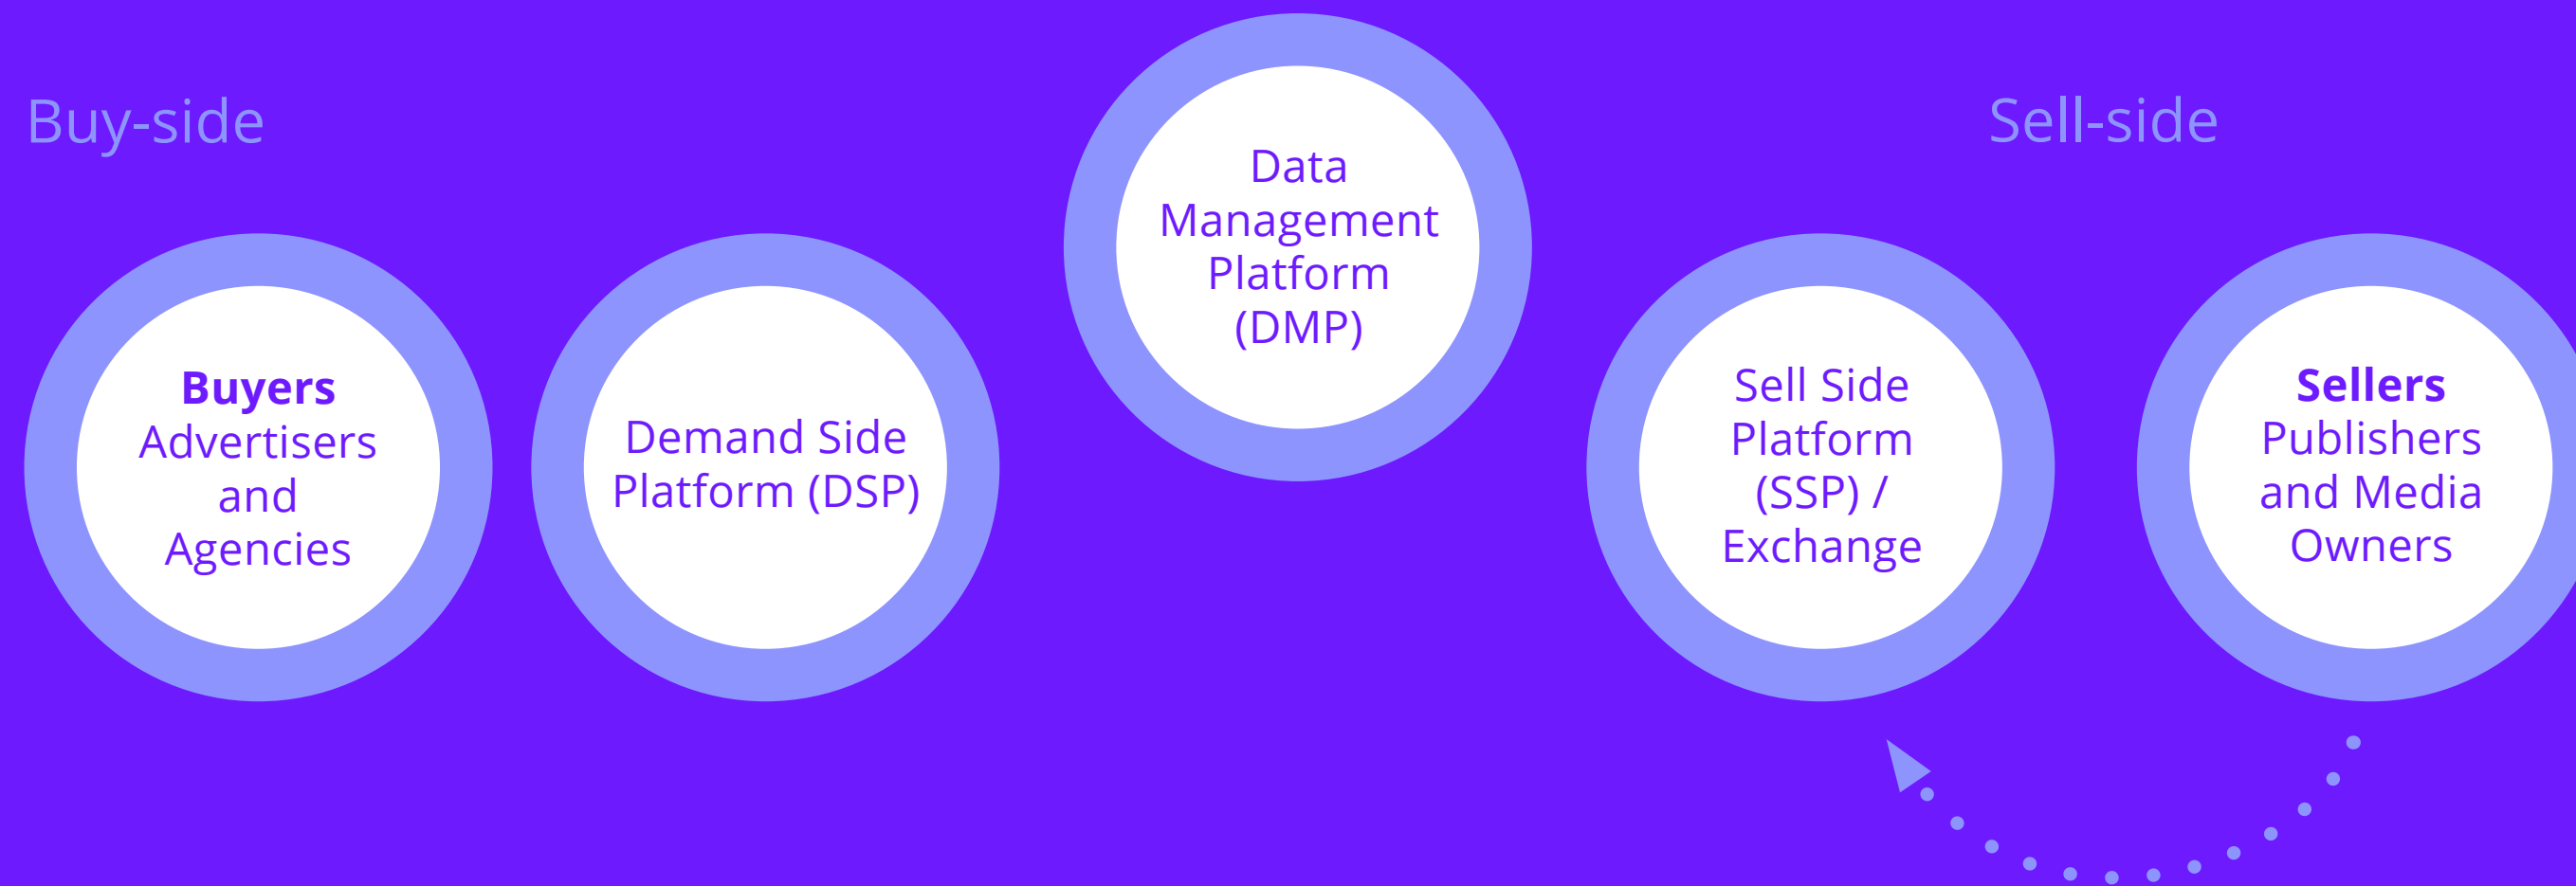 Buy-side
Sell-side
Buyers
Advertisers
and
Agencies
Demand Side
Platform (DSP)
Data
Management
Platform
(DMP)
Sell Side
Platform
(SSP) /
Exchange
Sellers
Publishers
and Media
Owners